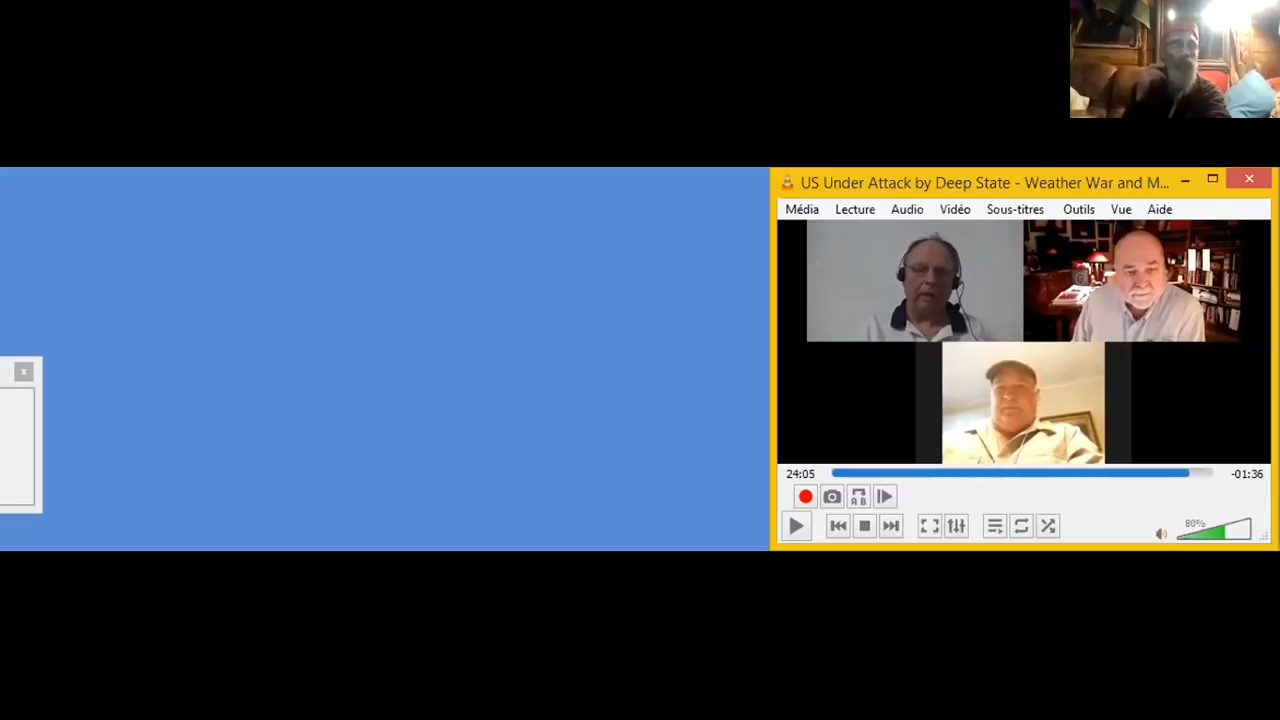 US Under Attack by Deep State - Weather War and M...
Média Lecture Audio Vidéo Sous-titres Outils Vue Aide
24:05 -01:36
A B
80%
x